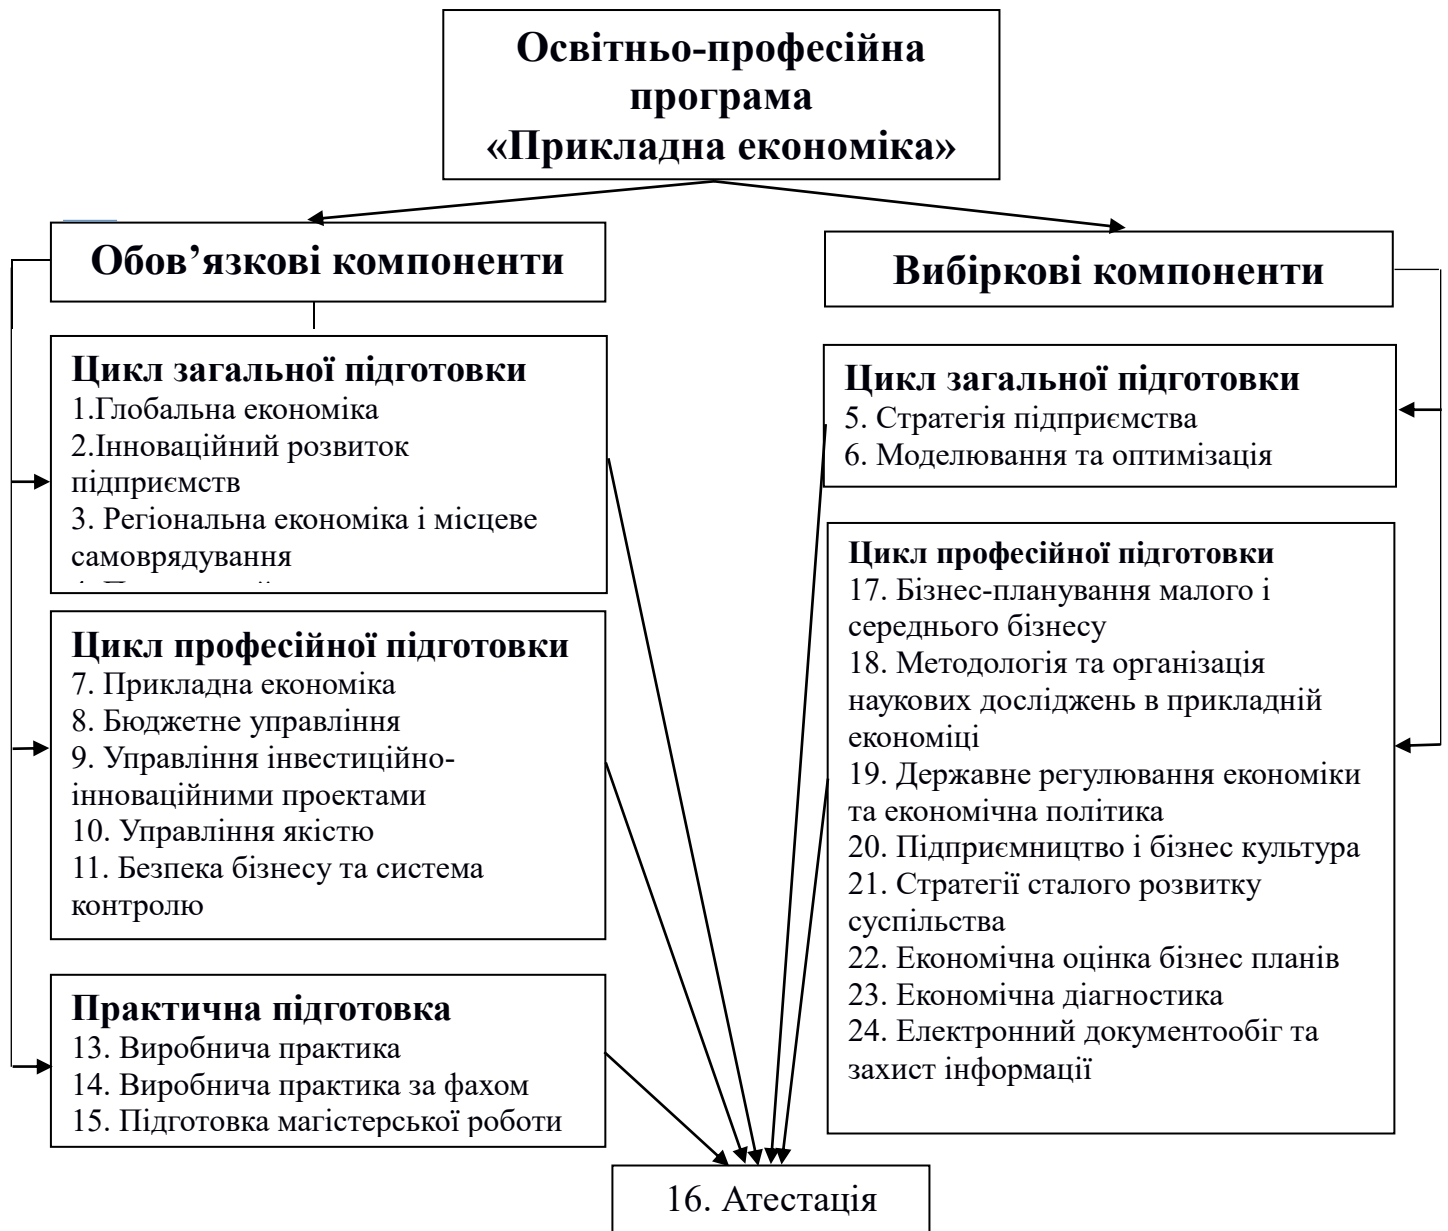 Освітньо-професійна
програма
«Прикладна економіка»
Обов’язкові компоненти
Вибіркові компоненти
Цикл загальної підготовки
1.Глобальна економіка
2.Інноваційний розвиток
підприємств
3. Регіональна економіка і місцеве
самоврядування
Цикл професійної підготовки
7. Прикладна економіка
8. Бюджетне управління
9. Управління інвестиційно-
інноваційними проектами
10. Управління якістю
11. Безпека бізнесу та система
контролю
Практична підготовка
13. Виробнича практика
14. Виробнича практика за фахом
15. Підготовка магістерської роботи
Цикл загальної підготовки
5. Стратегія підприємства
6. Моделювання та оптимізація
Цикл професійної підготовки
17. Бізнес-планування малого і
середнього бізнесу
18. Методологія та організація
наукових досліджень в прикладній
економіці
19. Державне регулювання економіки
та економічна політика
20. Підприємництво і бізнес культура
21. Стратегії сталого розвитку
суспільства
22. Економічна оцінка бізнес планів
23. Економічна діагностика
24. Електронний документообіг та
захист інформації
16. Атестація